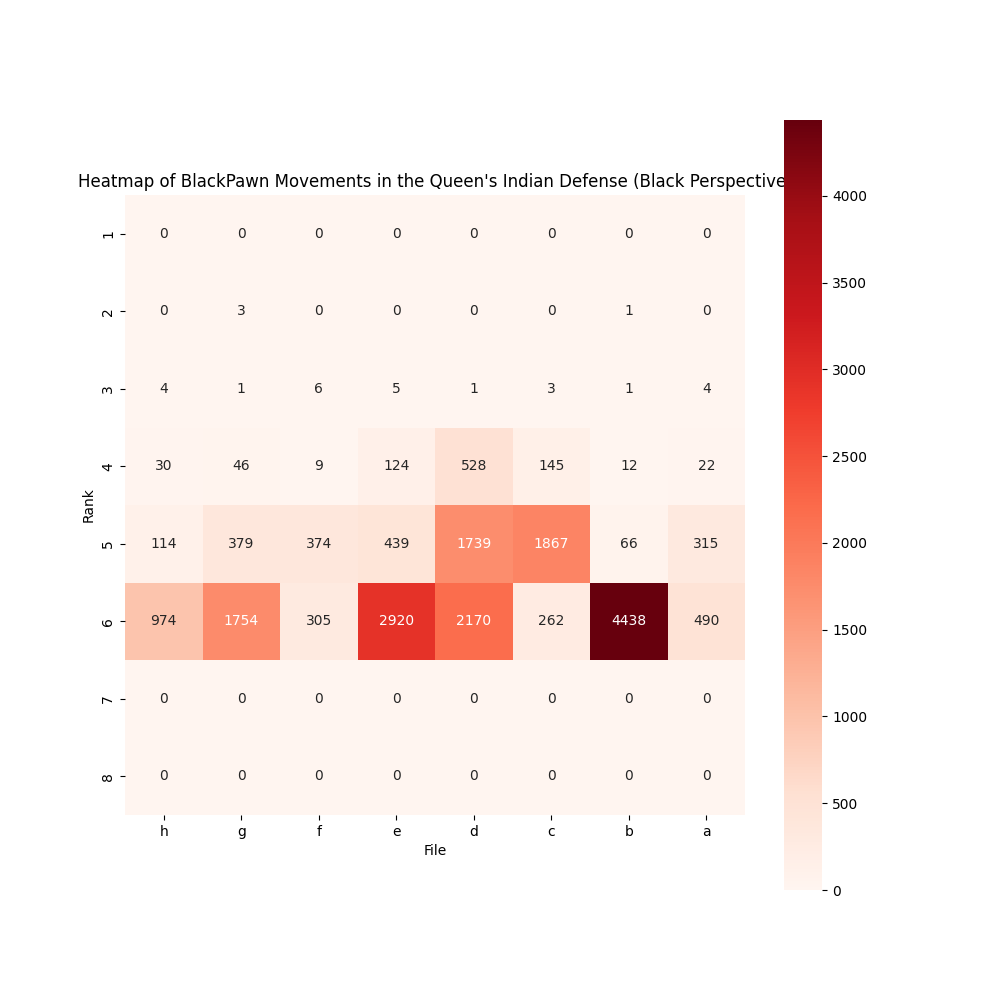 Heatmap of BlackPawn Movements in the Queen's Indian Defense (Black Perspective
1 0 0 0 0 0 0 0 0
2 0 3 0 0 0 0 1 0
3 4 1 6 5 1 3 1 4
4 30 46 9 124 528 145 12 22
5 114 379 374 439 1739 1867 66 315
6 974 1754 305 2920 2170 262 4438 490
7 0 0 0 0 0 0 0 0
8 0 0 0 0 0 0 0 0
Rank
h g f e d c b a
File
4000
3500
3000
2500
2000
1500
1000
500
0